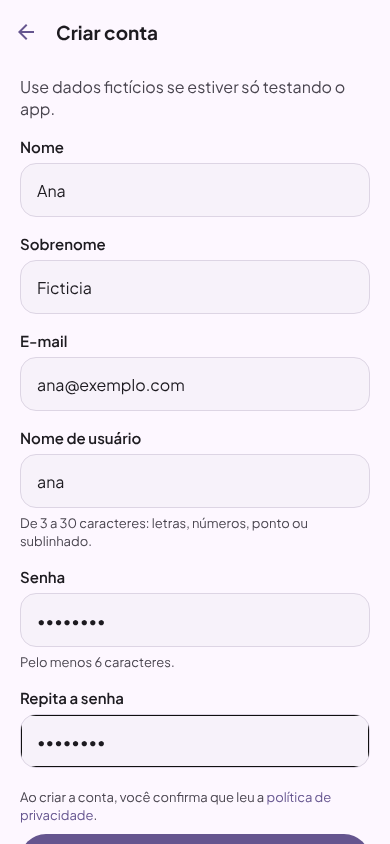 Criar conta
Use dados fictícios se estiver só testando o
app.
Nome
Ana
Sobrenome
Ficticia
E-mail
ana@exemplo.com
Nome de usuário
ana
De 3 a 30 caracteres: letras, números, ponto ou
sublinhado.
Senha
••••••••
Pelo menos 6 caracteres.
Repita a senha
••••••••
Ao criar a conta, você confirma que leu a política de
privacidade.